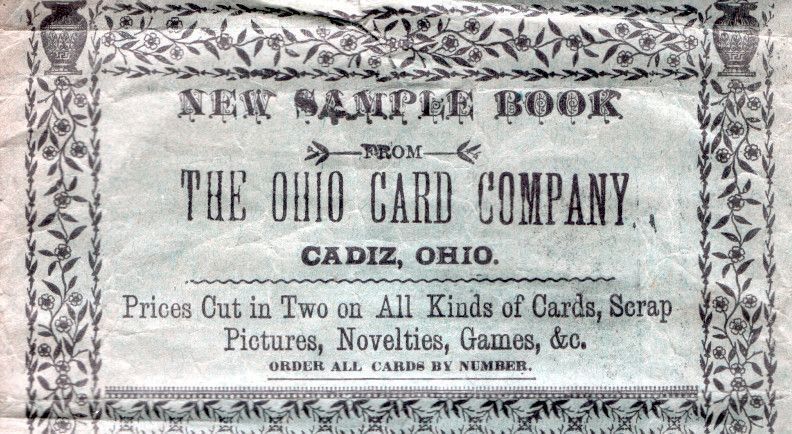 NEW SAMPLE BOOK
FROM
THE OHIO CARD COMPANY
CADIZ, OHIO.
Prices Cut in Two on All Kinds of Cards, Scrap
Pictures, Novelties, Games, &c.
ORDER ALL CARDS BY NUMBER.